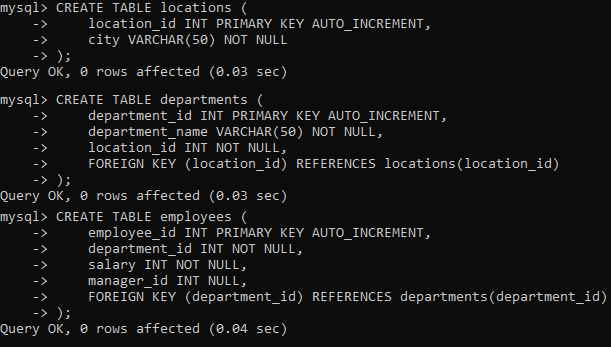 mysql> CREATE TABLE locations (
    ->     location_id INT PRIMARY KEY AUTO_INCREMENT,
    ->     city VARCHAR(50) NOT NULL
    -> );
Query OK, 0 rows affected (0.03 sec)
mysql> CREATE TABLE departments (
    ->     department_id INT PRIMARY KEY AUTO_INCREMENT,
    ->     department_name VARCHAR(50) NOT NULL,
    ->     location_id INT NOT NULL,
    ->     FOREIGN KEY (location_id) REFERENCES locations(location_id)
    -> );
Query OK, 0 rows affected (0.03 sec)
mysql> CREATE TABLE employees (
    ->     employee_id INT PRIMARY KEY AUTO_INCREMENT,
    ->     department_id INT NOT NULL,
    ->     salary INT NOT NULL,
    ->     manager_id INT NULL,
    ->     FOREIGN KEY (department_id) REFERENCES departments(department_id)
    -> );
Query OK, 0 rows affected (0.04 sec)